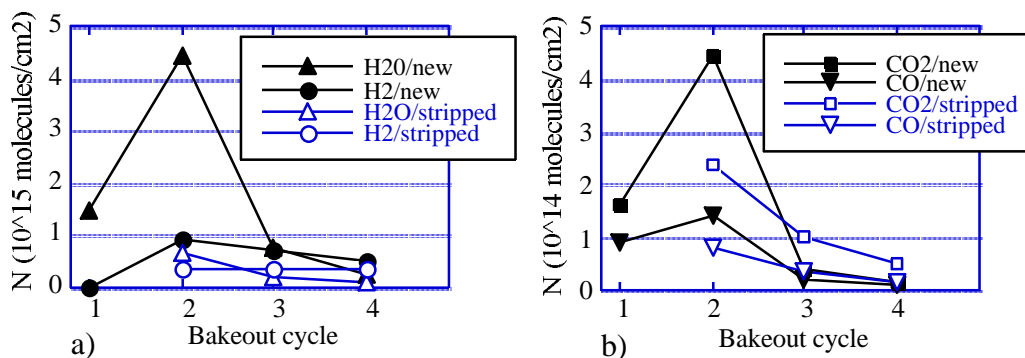 N (10^15 molecules/cm2)
5
4
3
2
1
0
H20/new
H2/new
H2O/stripped
H2/stripped
1 2 3 4
Bakeout cycle
a)
N (10^14 molecules/cm2)
5
4
3
2
1
0
CO2/new
CO/new
CO2/stripped
CO/stripped
1 2 3 4
Bakeout cycle
b)